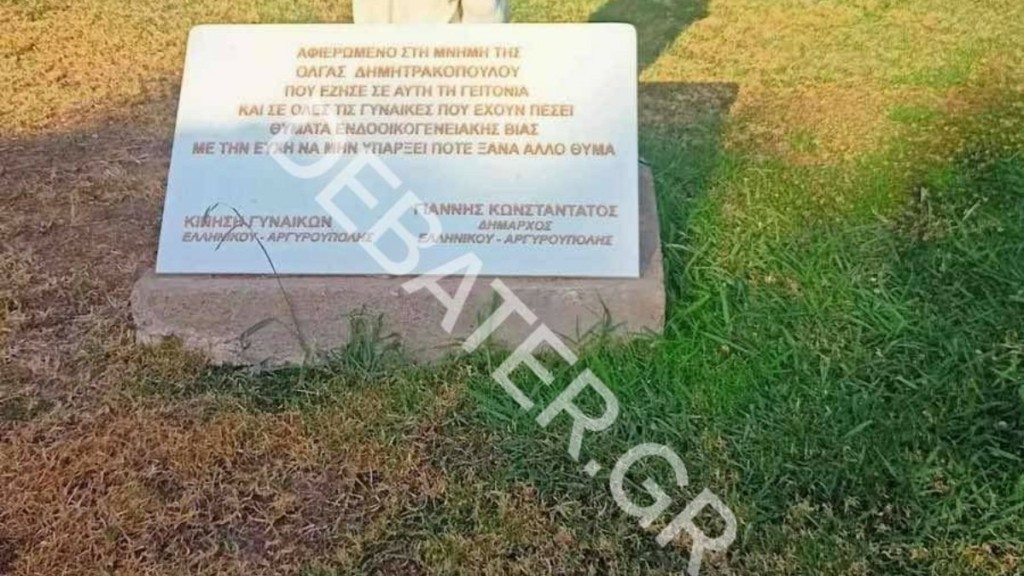 ΑΦΙΕΡΩΜΕΝΟ ΣΤΗ ΜΝΗΜΗ ΤΗΣ
ΟΛΓΑΣ ΔΗΜΗΤΡΑΚΟΠΟΥΛΟΥ
ΠΟΥ ΕΖΗΣΕ ΣΕ ΑΥΤΗ ΤΗ ΓΕΙΤΟΝΙΑ
ΚΑΙ ΣΕ ΟΛΕΣ ΤΙΣ ΓΥΝΑΙΚΕΣ ΠΟΥ ΕΧΟΥΝ ΠΕΣΕΙ
ΘΥΜΑΤΑ ΕΝΔΟΟΙΚΟΓΕΝΕΙΑΚΗΣ ΒΙΑΣ
ΜΕ ΤΗΝ ΕΥΧΗ ΝΑ ΜΗΝ ΥΠΑΡΞΕΙ ΠΟΤΕ ΞΑΝΑ ΑΛΛΟ ΘΥΜΑ
ΚΙΝΗΣΗ ΓΥΝΑΙΚΩΝ
ΕΛΛΗΝΙΚΟΥ - ΑΡΓΥΡΟΥΠΟΛΗΣ
ΓΙΑΝΝΗΣ ΚΩΝΣΤΑΝΤΑΤΟΣ
ΔΗΜΑΡΧΟΣ
ΕΛΛΗΝΙΚΟΥ - ΑΡΓΥΡΟΥΠΟΛΗΣ
DEBATER.GR